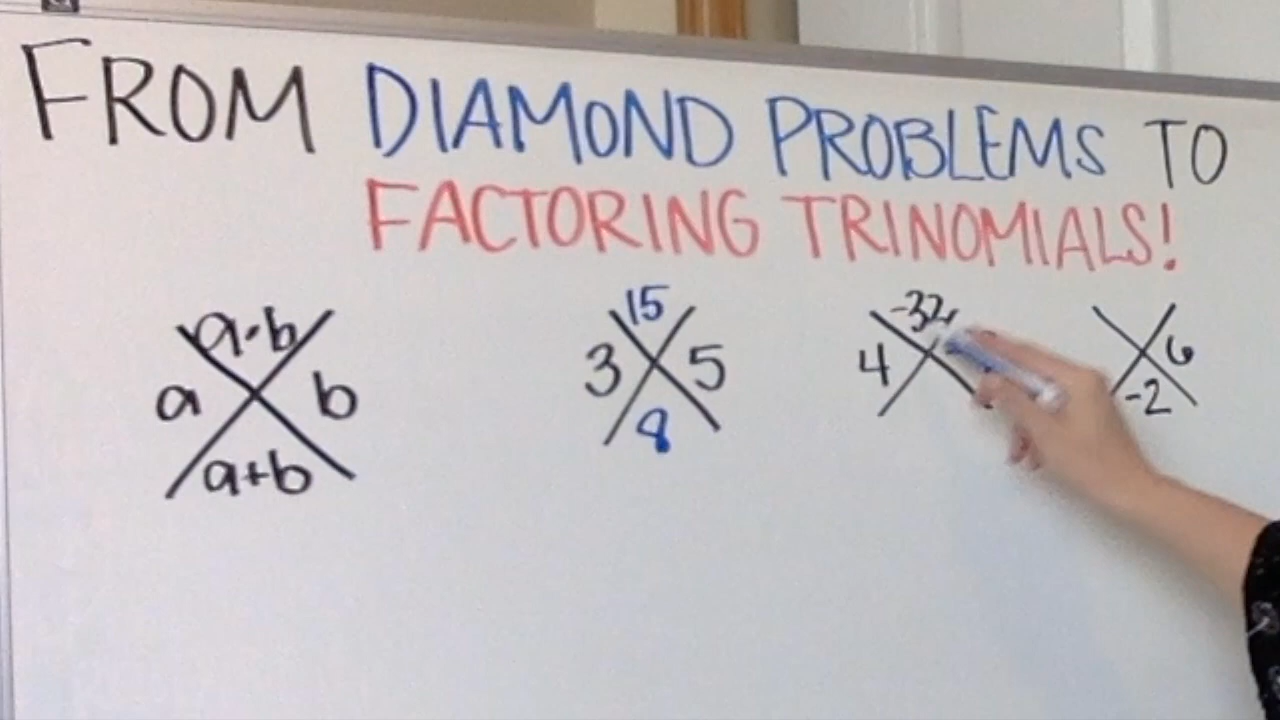 FROM DIAMOND PROBLEMS TO
FACTORING TRINOMIALS!
a·b
a b
a+b
15
3 5
8
-32
4
6
-2